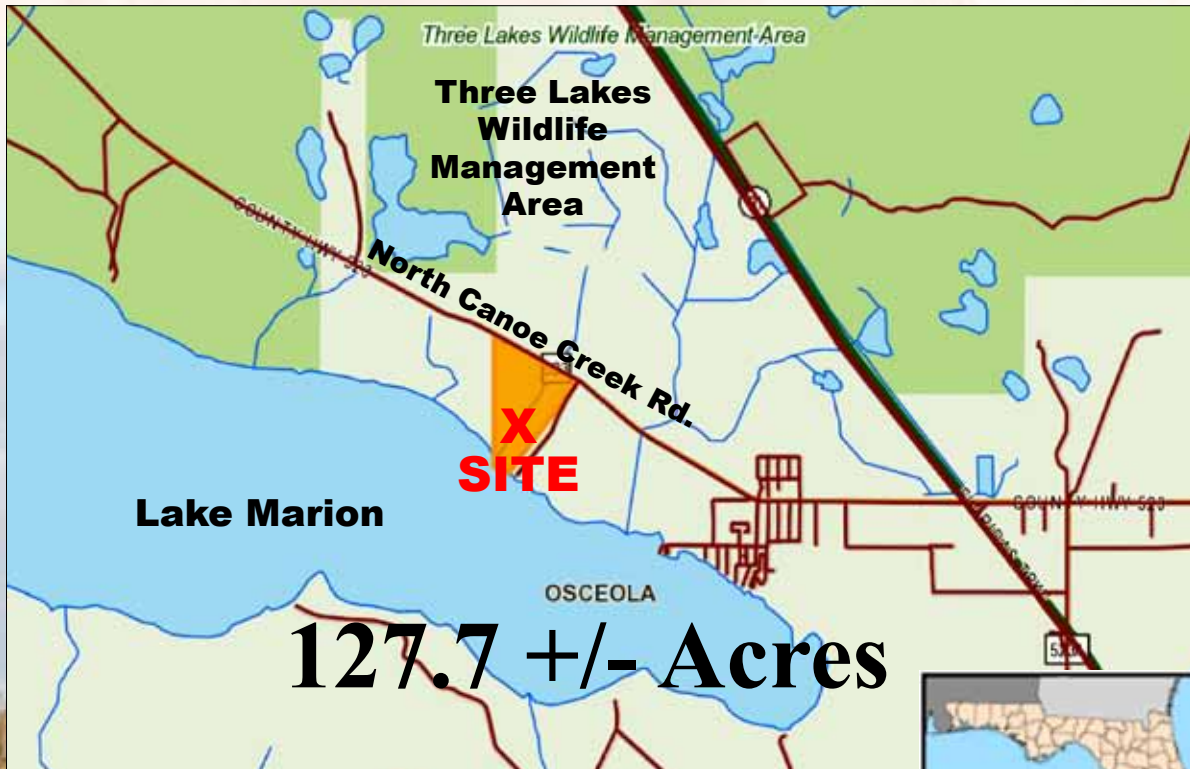 Three Lakes Wildlife Management Area
Three Lakes
Wildlife
Management
Area
COUNTY HWY 523
North Canoe Creek Rd.
X
SITE
Lake Marion
COUNTY HWY 523
OSCEOLA
127.7 +/- Acres